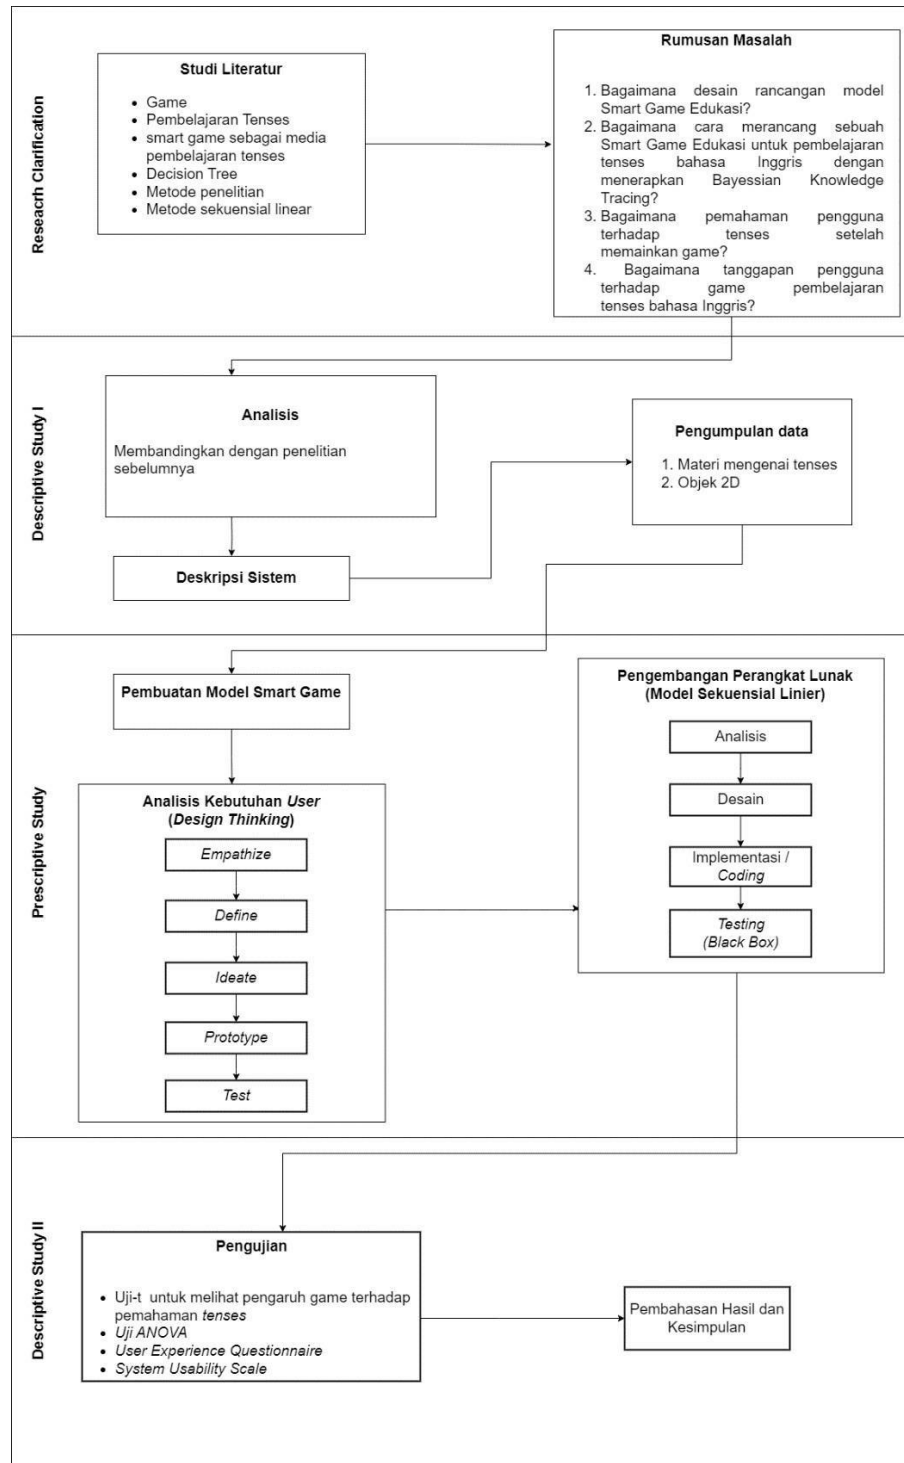 Reseacrh Clarification
Studi Literatur
• Game
• Pembelajaran Tenses
• smart game sebagai media
pembelajaran tenses
• Decision Tree
• Metode penelitian
• Metode sekuensial linear
Rumusan Masalah
1. Bagaimana desain rancangan model
Smart Game Edukasi?
2. Bagaimana cara merancang sebuah
Smart Game Edukasi untuk pembelajaran
tenses bahasa Inggris dengan
menerapkan Bayessian Knowledge
Tracing?
3. Bagaimana pemahaman pengguna
terhadap tenses setelah
memainkan game?
4. Bagaimana tanggapan pengguna
terhadap game pembelajaran
tenses bahasa Inggris?
Descriptive Study I
Analisis
Membandingkan dengan penelitian
sebelumnya
Deskripsi Sistem
Pengumpulan data
1. Materi mengenai tenses
2. Objek 2D
Prescriptive Study
Pembuatan Model Smart Game
Analisis Kebutuhan User
(Design Thinking)
Empathize
Define
Ideate
Prototype
Test
Pengembangan Perangkat Lunak
(Model Sekuensial Linier)
Analisis
Desain
Implementasi /
Coding
Testing
(Black Box)
Descriptive Study II
Pengujian
• Uji-t untuk melihat pengaruh game terhadap
pemahaman tenses
• Uji ANOVA
• User Experience Questionnaire
• System Usability Scale
Pembahasan Hasil dan
Kesimpulan